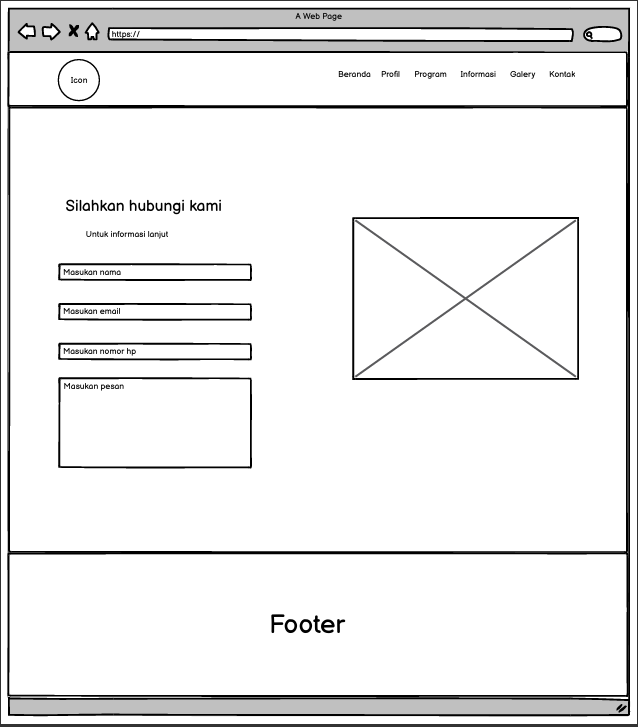 A Web Page
https://
Icon
Beranda Profil Program Informasi Galery Kontak
Silahkan hubungi kami
Untuk informasi lanjut
Masukan nama
Masukan email
Masukan nomor hp
Masukan pesan
Footer